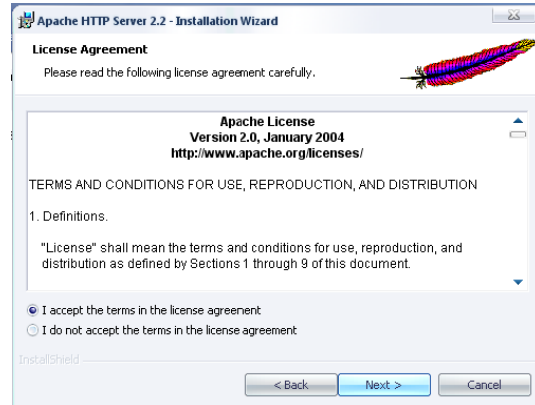 Apache HTTP Server 2.2 - Installation Wizard
License Agreement
Please read the following license agreement carefully.
Apache License
Version 2.0, January 2004
http://www.apache.org/licenses/
TERMS AND CONDITIONS FOR USE, REPRODUCTION, AND DISTRIBUTION
1. Definitions.
"License" shall mean the terms and conditions for use, reproduction, and
distribution as defined by Sections 1 through 9 of this document.
I accept the terms in the license agreement
I do not accept the terms in the license agreement
InstallShield
< Back Next > Cancel